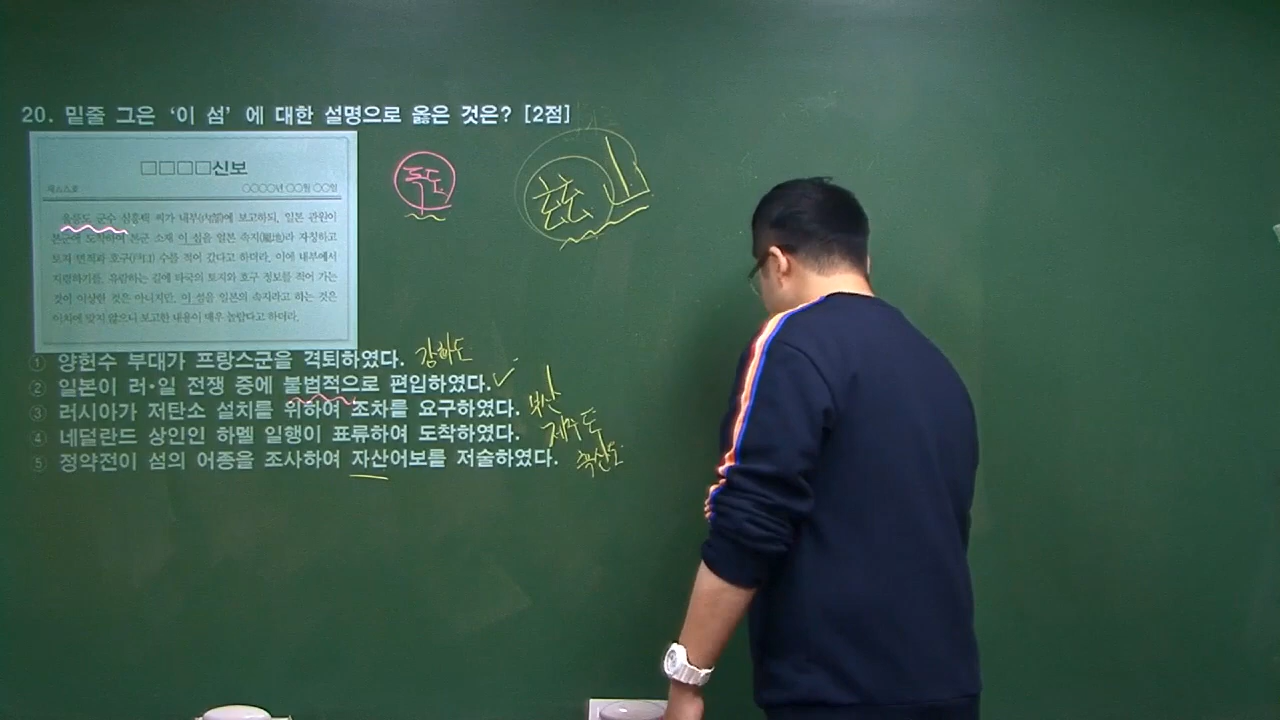 20. 밑줄 그은 ‘이 섬’ 에 대한 설명으로 옳은 것은? [2점]
□□□□신보
제스스호 ○○○○년 ○○월 ○○일
울릉도 군수 심흥택 씨가 내부(內部)에 보고하되, 일본 관원이
본군에 도착하여 본군 소재 이 섬을 일본 속지(屬地)라 자칭하고
토지 면적과 호구(戶口) 수를 적어 갔다고 하더라. 이에 내부에서
지령하기를, 유람하는 길에 타국의 토지와 호구 정보를 적어 가는
것이 이상한 것은 아니지만, 이 섬을 일본의 속지라고 하는 것은
이치에 맞지 않으니 보고한 내용이 매우 놀랍다고 하더라.
독도
玆 山
① 양헌수 부대가 프랑스군을 격퇴하였다. 강화도
② 일본이 러·일 전쟁 중에 불법적으로 편입하였다.
③ 러시아가 저탄소 설치를 위하여 조차를 요구하였다. 부산
④ 네덜란드 상인인 하멜 일행이 표류하여 도착하였다. 제주도
⑤ 정약전이 섬의 어종을 조사하여 자산어보를 저술하였다. 흑산도